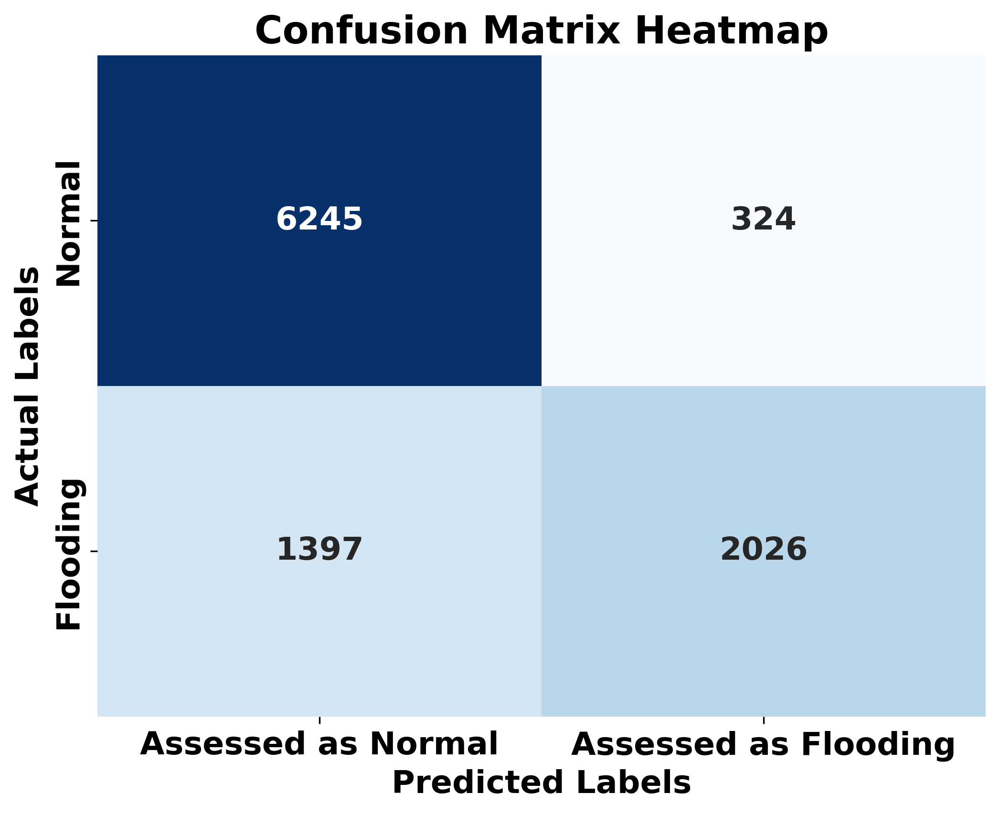 Confusion Matrix Heatmap
Actual Labels
Normal
6245
324
Flooding
1397
2026
Assessed as Normal
Assessed as Flooding
Predicted Labels